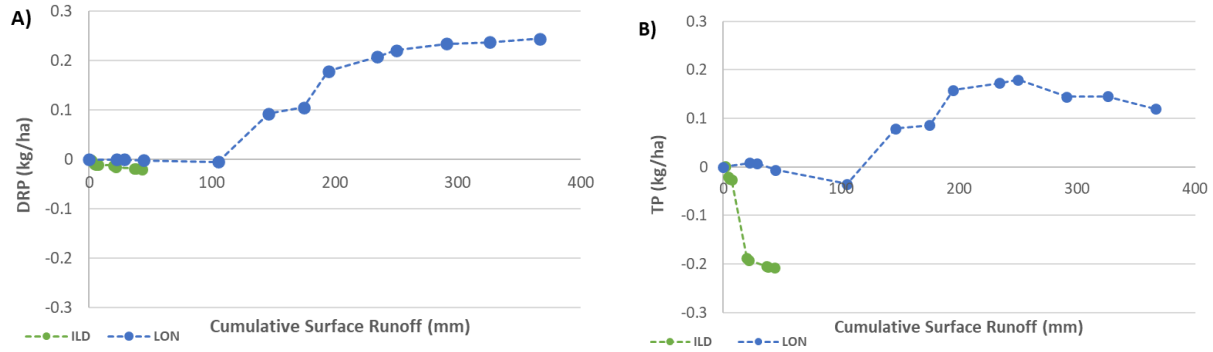 A)
0.3
0.2
0.1
0
-0.1
-0.2
-0.3
DRP (kg/ha)
0 100 200 300 400
Cumulative Surface Runoff (mm)
ILD LON
B)
0.3
0.2
0.1
0
-0.1
-0.2
-0.3
TP (kg/ha)
0 100 200 300 400
Cumulative Surface Runoff (mm)
ILD LON